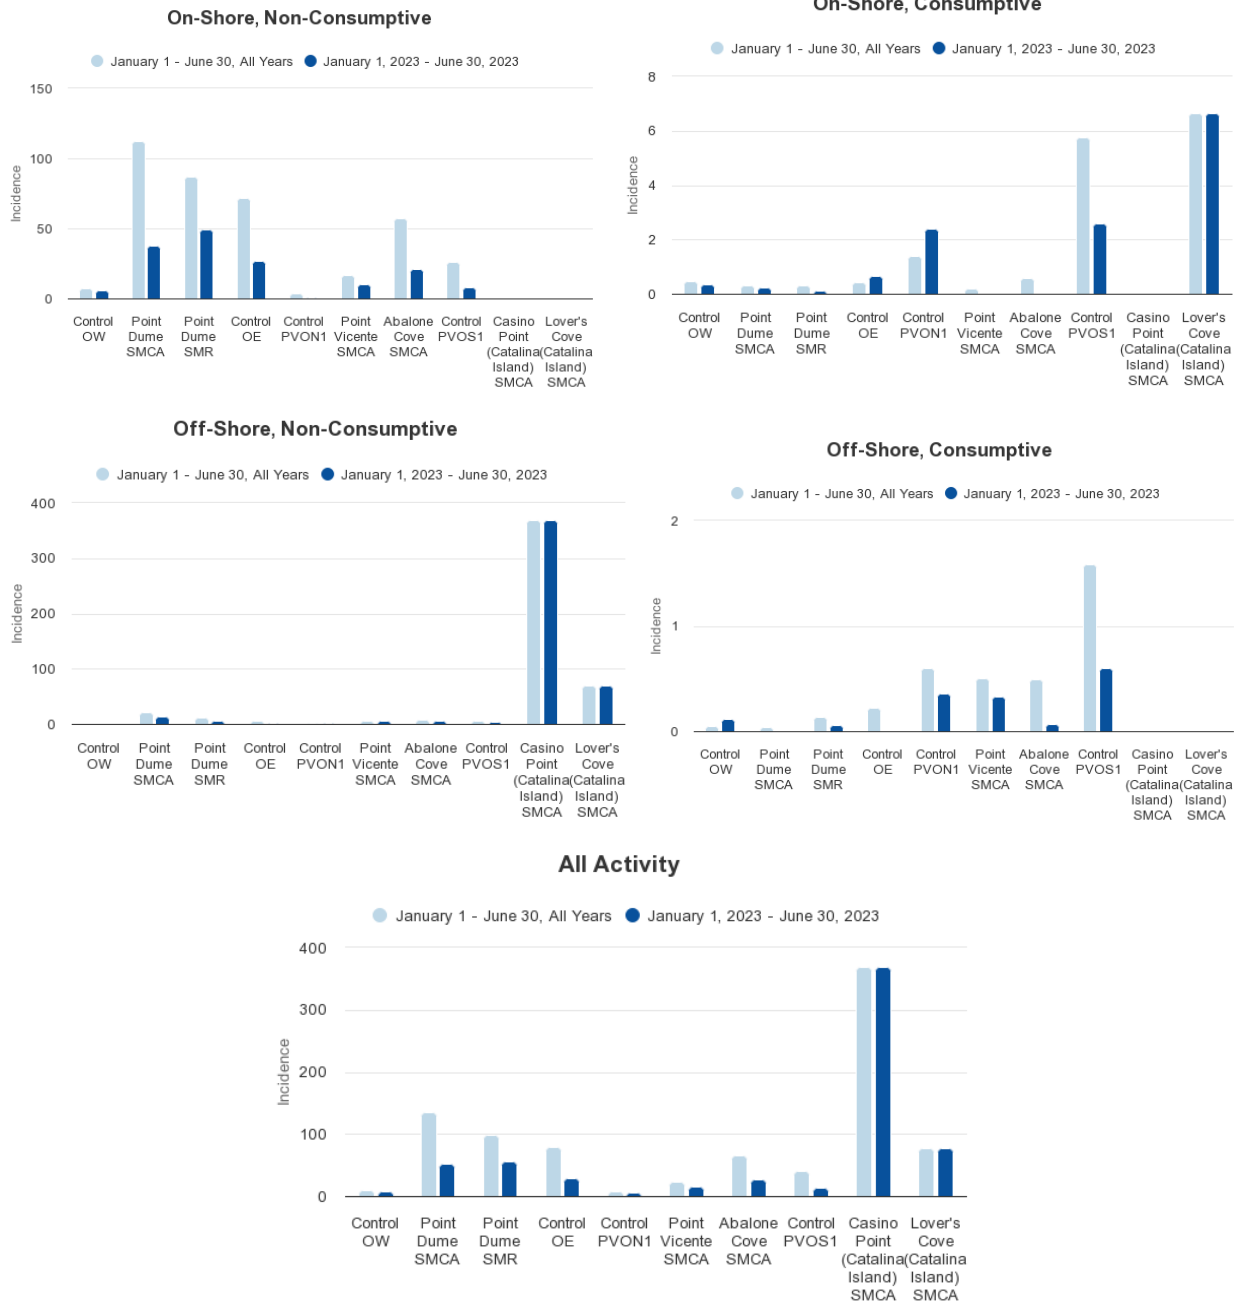 On-Shore, Non-Consumptive
January 1 - June 30, All Years January 1, 2023 - June 30, 2023
Incidence
150
100
50
0
Control OW
Point Dume SMCA
Point Dume SMR
Control OE
Control PVON1
Point Vicente SMCA
Abalone Cove SMCA
Control PVOS1
Casino Point (Catalina Island) SMCA
Lover's Cove (Catalina Island) SMCA
On-Shore, Consumptive
January 1 - June 30, All Years January 1, 2023 - June 30, 2023
Incidence
8
6
4
2
0
Control OW
Point Dume SMCA
Point Dume SMR
Control OE
Control PVON1
Point Vicente SMCA
Abalone Cove SMCA
Control PVOS1
Casino Point (Catalina Island) SMCA
Lover's Cove (Catalina Island) SMCA
Off-Shore, Non-Consumptive
January 1 - June 30, All Years January 1, 2023 - June 30, 2023
Incidence
400
300
200
100
0
Control OW
Point Dume SMCA
Point Dume SMR
Control OE
Control PVON1
Point Vicente SMCA
Abalone Cove SMCA
Control PVOS1
Casino Point (Catalina Island) SMCA
Lover's Cove (Catalina Island) SMCA
Off-Shore, Consumptive
January 1 - June 30, All Years January 1, 2023 - June 30, 2023
Incidence
2
1
0
Control OW
Point Dume SMCA
Point Dume SMR
Control OE
Control PVON1
Point Vicente SMCA
Abalone Cove SMCA
Control PVOS1
Casino Point (Catalina Island) SMCA
Lover's Cove (Catalina Island) SMCA
All Activity
January 1 - June 30, All Years January 1, 2023 - June 30, 2023
Incidence
400
300
200
100
0
Control OW
Point Dume SMCA
Point Dume SMR
Control OE
Control PVON1
Point Vicente SMCA
Abalone Cove SMCA
Control PVOS1
Casino Point (Catalina Island) SMCA
Lover's Cove (Catalina Island) SMCA